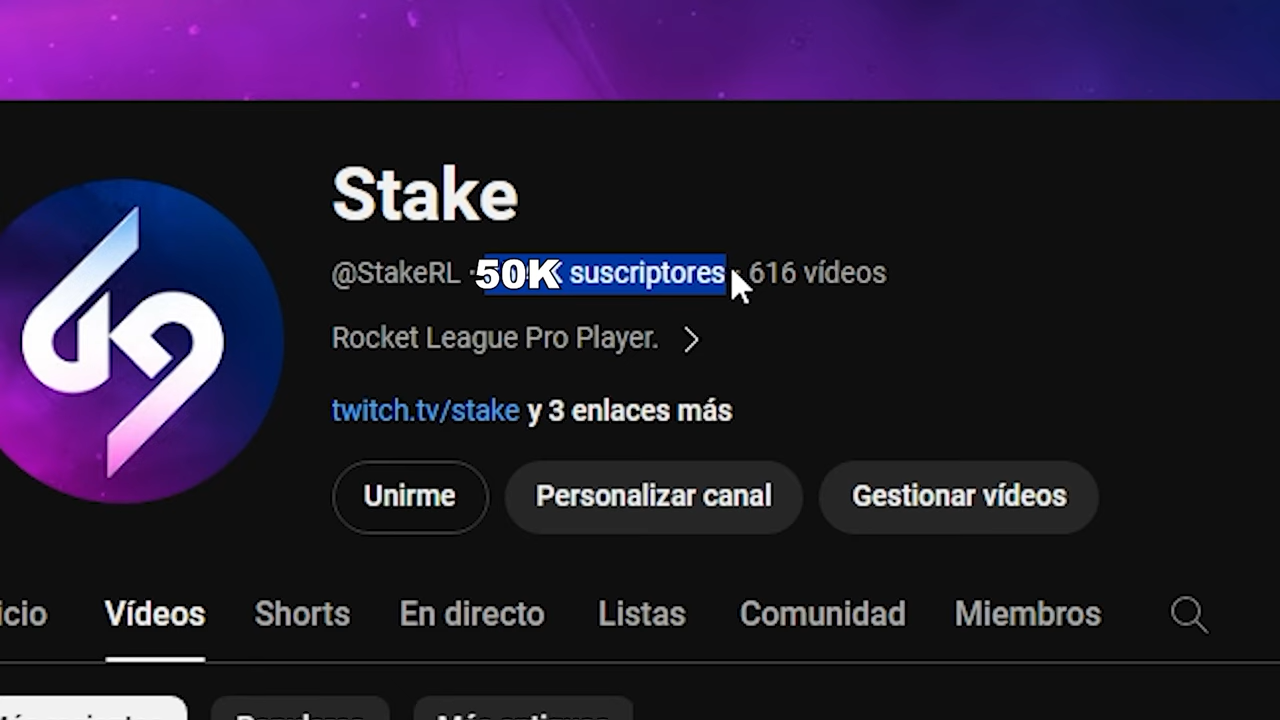 Stake
@StakeRL · 50K suscriptores · 616 vídeos
Rocket League Pro Player.
twitch.tv/stake y 3 enlaces más
Unirme Personalizar canal Gestionar vídeos
icio Vídeos Shorts En directo Listas Comunidad Miembros